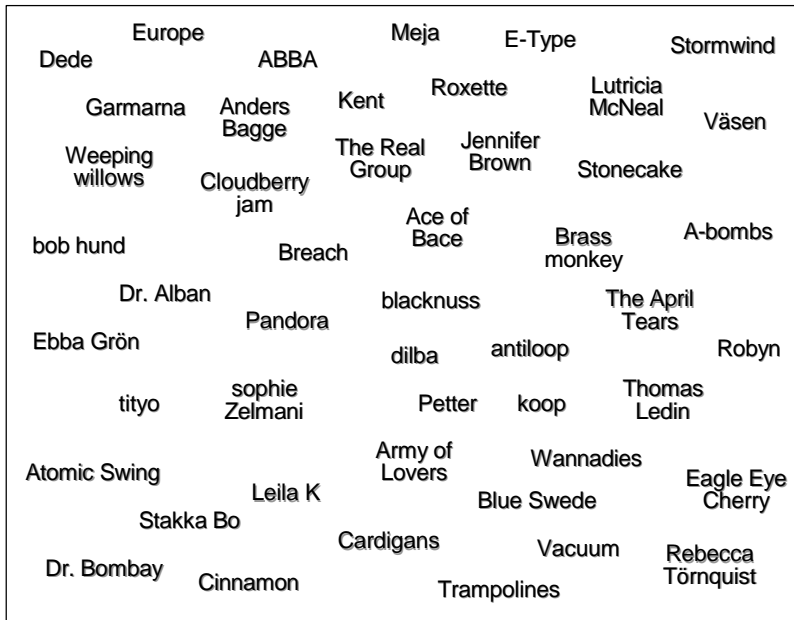 Europe
Meja
E-Type
Stormwind
Dede
ABBA
Garmarna
Anders
Bagge
Kent
Roxette
Lutricia
McNeal
Väsen
Weeping
willows
Cloudberry
jam
The Real
Group
Jennifer
Brown
Stonecake
bob hund
Breach
Ace of
Bace
Brass
monkey
A-bombs
Dr. Alban
Pandora
blacknuss
The April
Tears
Ebba Grön
dilba
antiloop
Robyn
tityo
sophie
Zelmani
Petter
koop
Thomas
Ledin
Atomic Swing
Leila K
Army of
Lovers
Wannadies
Blue Swede
Eagle Eye
Cherry
Stakka Bo
Cardigans
Vacuum
Rebecca
Törnquist
Dr. Bombay
Cinnamon
Trampolines